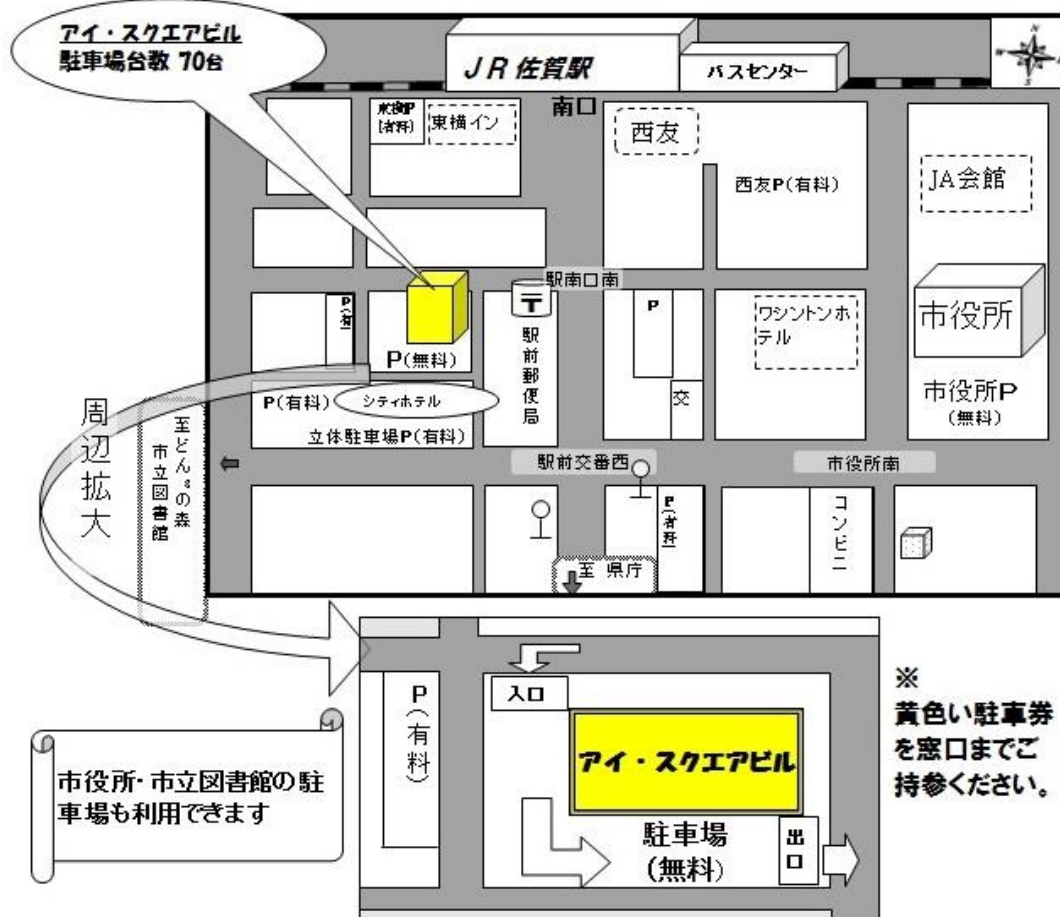 アイ・スクエアビル
駐車場台数 70台
JR佐賀駅
バスセンター
南口
東横P
(有料)
東横イン
西友
西友P(有料)
JA会館
駅南口南
P(有)
〒
駅前郵便局
P
ワシントンホ
テル
市役所
P(無料)
P(有料)
シティホテル
立体駐車場P(有料)
交
市役所P
(無料)
周辺拡大
至どん〟の森
市立図書館
駅前交番西
市役所南
P(有料)
コンビニ
至 県庁
P(有料)
入口
アイ・スクエアビル
駐車場
(無料)
出口
※
黄色い駐車券
を窓口までご
持参ください。
市役所・市立図書館の駐
車場も利用できます